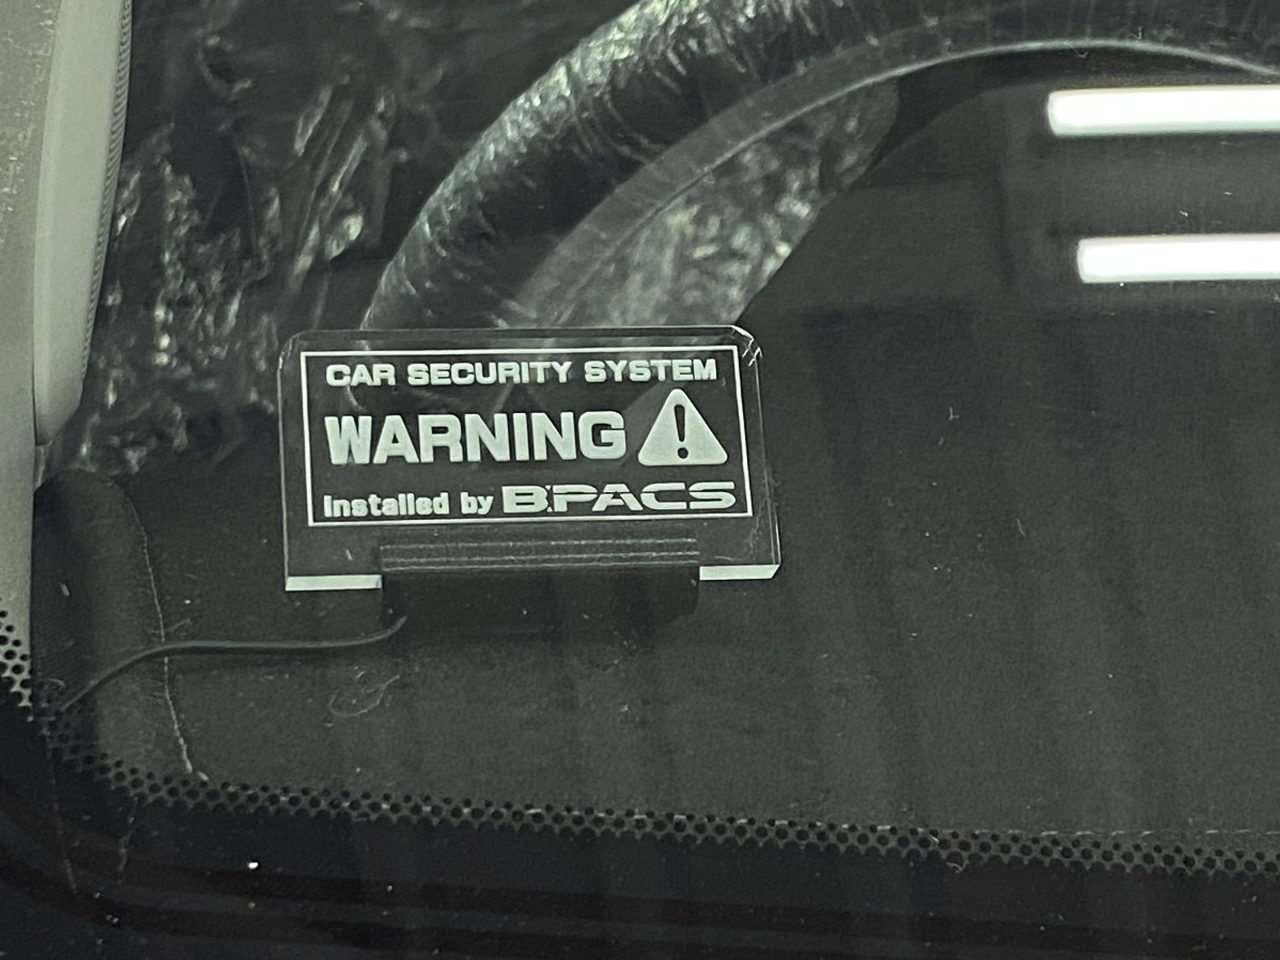 CAR SECURITY SYSTEM
WARNING
Installed by B.PACS